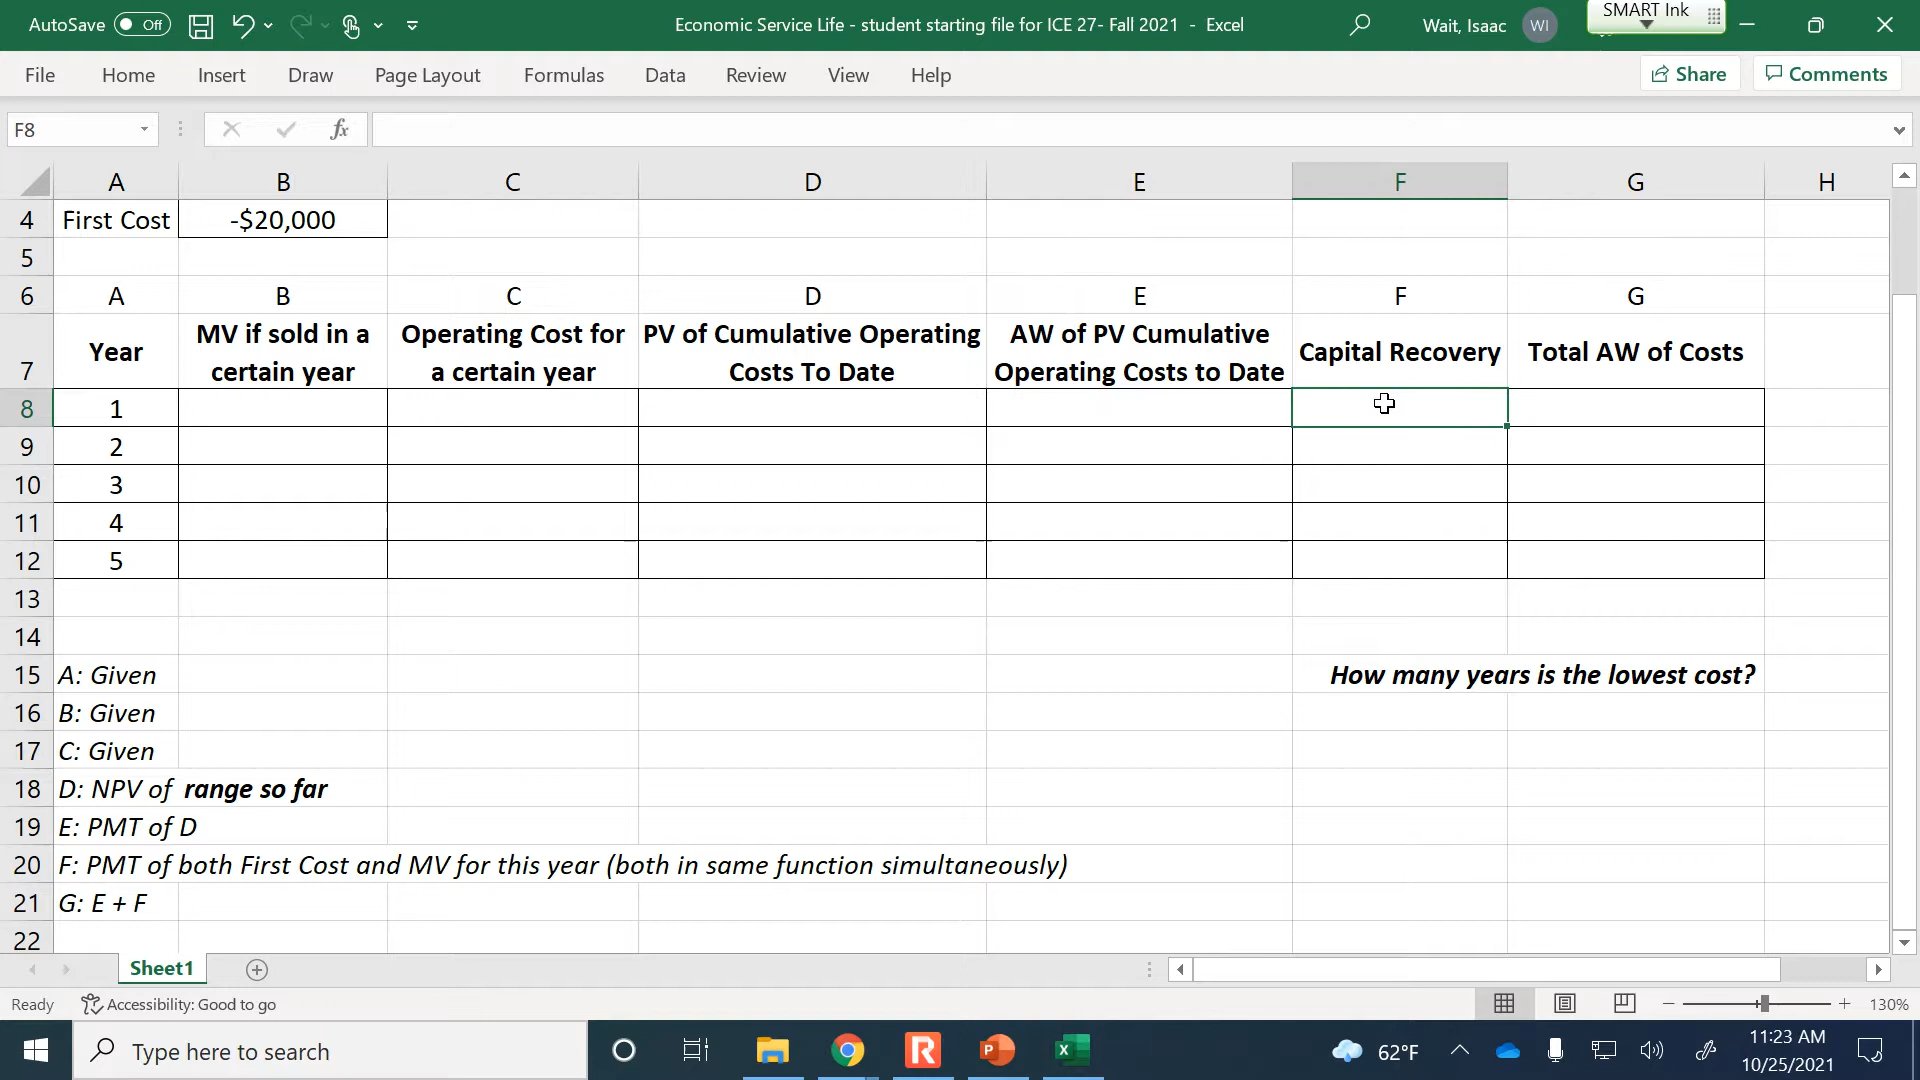 AutoSave Off
Economic Service Life - student starting file for ICE 27- Fall 2021 - Excel
Wait, Isaac WI
SMART Ink
File Home Insert Draw Page Layout Formulas Data Review View Help
Share Comments
F8 fx
A B C D E F G H
4 First Cost -$20,000
5
6 A B C D E F G
7 Year MV if sold in a certain year Operating Cost for a certain year PV of Cumulative Operating Costs To Date AW of PV Cumulative Operating Costs to Date Capital Recovery Total AW of Costs
8 1
9 2
10 3
11 4
12 5
13
14
15 A: Given How many years is the lowest cost?
16 B: Given
17 C: Given
18 D: NPV of range so far
19 E: PMT of D
20 F: PMT of both First Cost and MV for this year (both in same function simultaneously)
21 G: E + F
22
Sheet1
Ready Accessibility: Good to go 130%
Type here to search
R P X
62°F
11:23 AM
10/25/2021